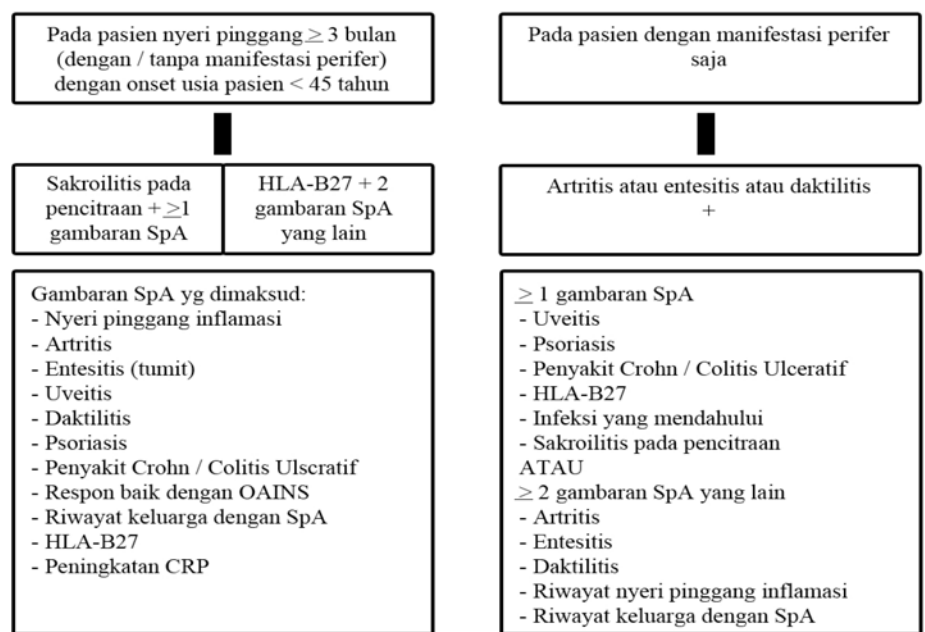 Pada pasien nyeri pinggang ≥ 3 bulan
(dengan / tanpa manifestasi perifer)
dengan onset usia pasien < 45 tahun
Sakroilitis pada
pencitraan + ≥1
gambaran SpA
HLA-B27 + 2
gambaran SpA
yang lain
Gambaran SpA yg dimaksud:
- Nyeri pinggang inflamasi
- Artritis
- Entesitis (tumit)
- Uveitis
- Daktilitis
- Psoriasis
- Penyakit Crohn / Colitis Ulscratif
- Respon baik dengan OAINS
- Riwayat keluarga dengan SpA
- HLA-B27
- Peningkatan CRP
Pada pasien dengan manifestasi perifer
saja
Artritis atau entesitis atau daktilitis
+
≥ 1 gambaran SpA
- Uveitis
- Psoriasis
- Penyakit Crohn / Colitis Ulceratif
- HLA-B27
- Infeksi yang mendahului
- Sakroilitis pada pencitraan
ATAU
≥ 2 gambaran SpA yang lain
- Artritis
- Entesitis
- Daktilitis
- Riwayat nyeri pinggang inflamasi
- Riwayat keluarga dengan SpA